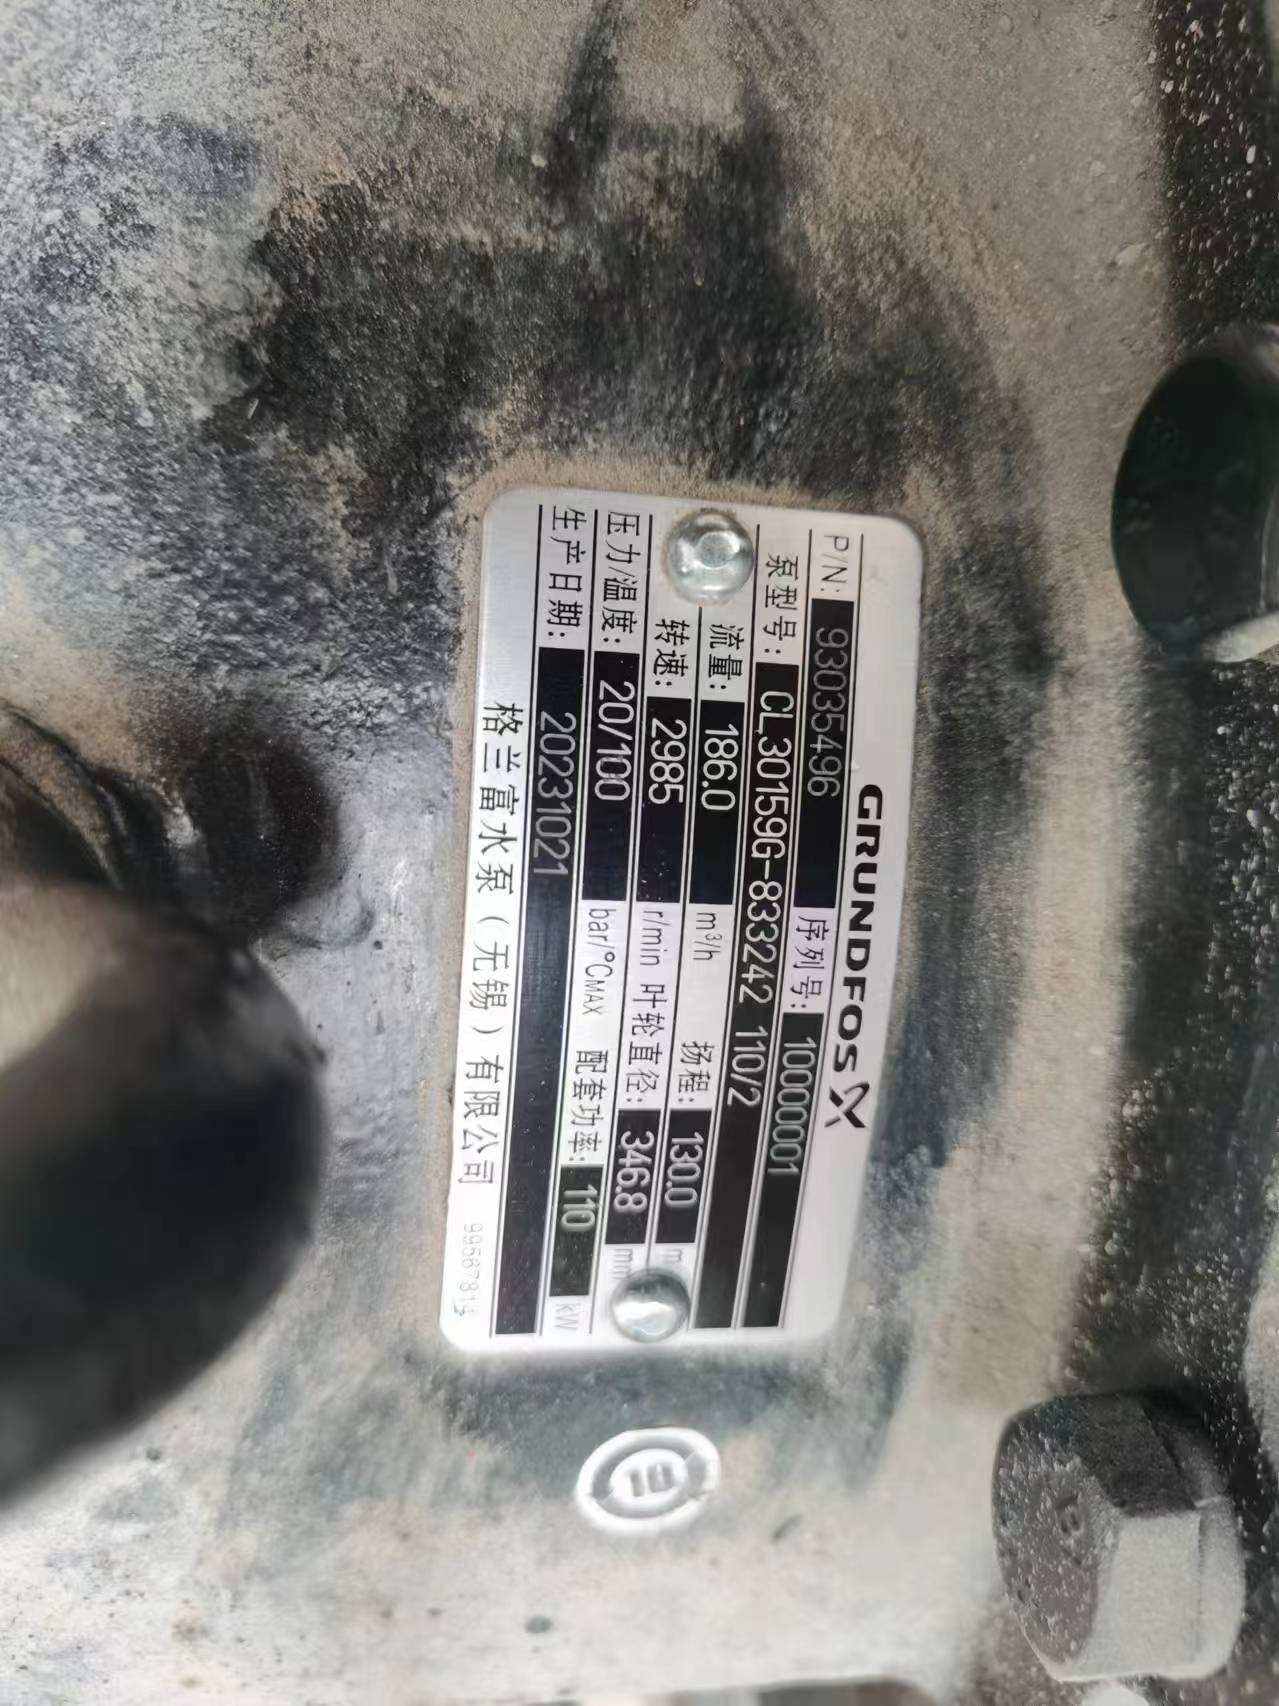 GRUNDFOS
P/N: 93035496 序列号: 10000001
泵型号: CL30159G-833242 110/2
流量: 186.0 m³/h 扬程: 130.0 m
转速: 2985 r/min 叶轮直径: 346.8 mm
压力/温度: 20/100 bar/°CMAX 配套功率: 110 kW
生产日期: 20231021
格兰富水泵(无锡)有限公司 99567814